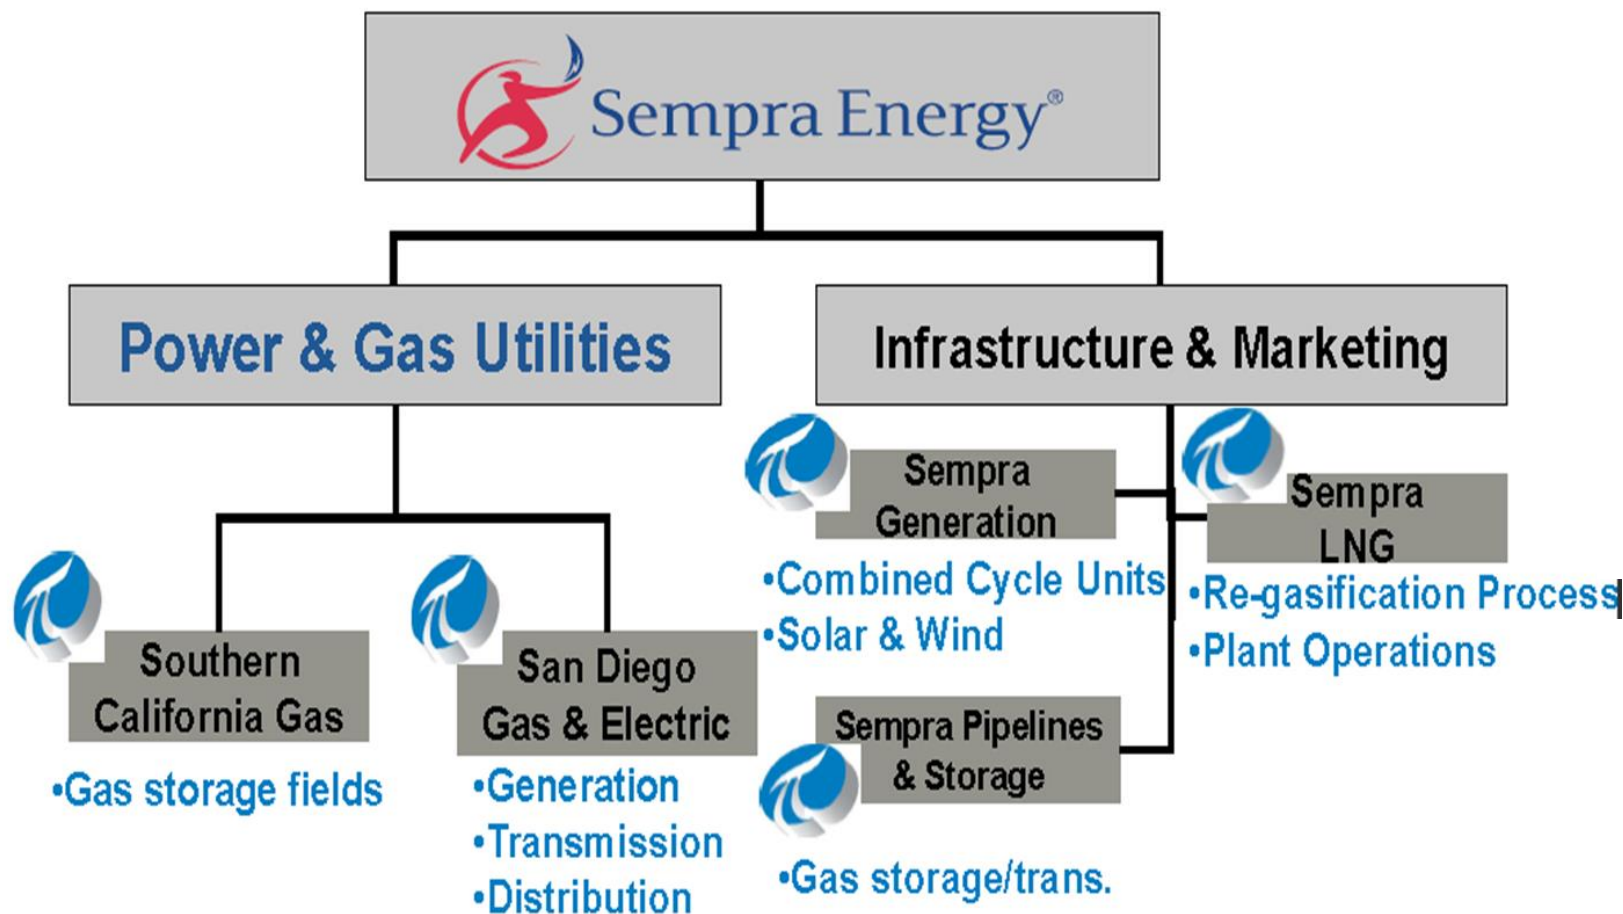 Sempra Energy®
Power & Gas Utilities
Infrastructure & Marketing
Southern
California Gas
•Gas storage fields
San Diego
Gas & Electric
•Generation
•Transmission
•Distribution
Sempra
Generation
•Combined Cycle Units
•Solar & Wind
Sempra Pipelines
& Storage
•Gas storage/trans.
Sempra
LNG
•Re-gasification Process
•Plant Operations